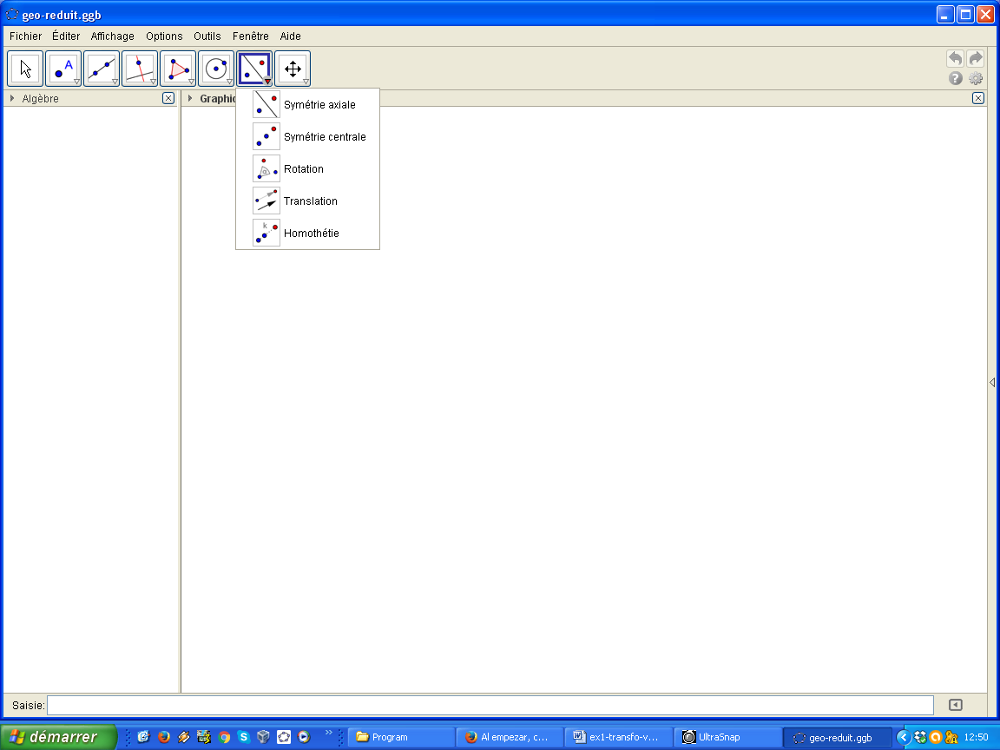 geo-reduit.ggb
Fichier Éditer Affichage Options Outils Fenêtre Aide
A
Algèbre
Graphic
Symétrie axiale
Symétrie centrale
α
Rotation
Translation
k
Homothétie
Saisie:
démarrer
Program
Al empezar, c...
ex1-transfo-v...
UltraSnap
geo-reduit.ggb
12:50